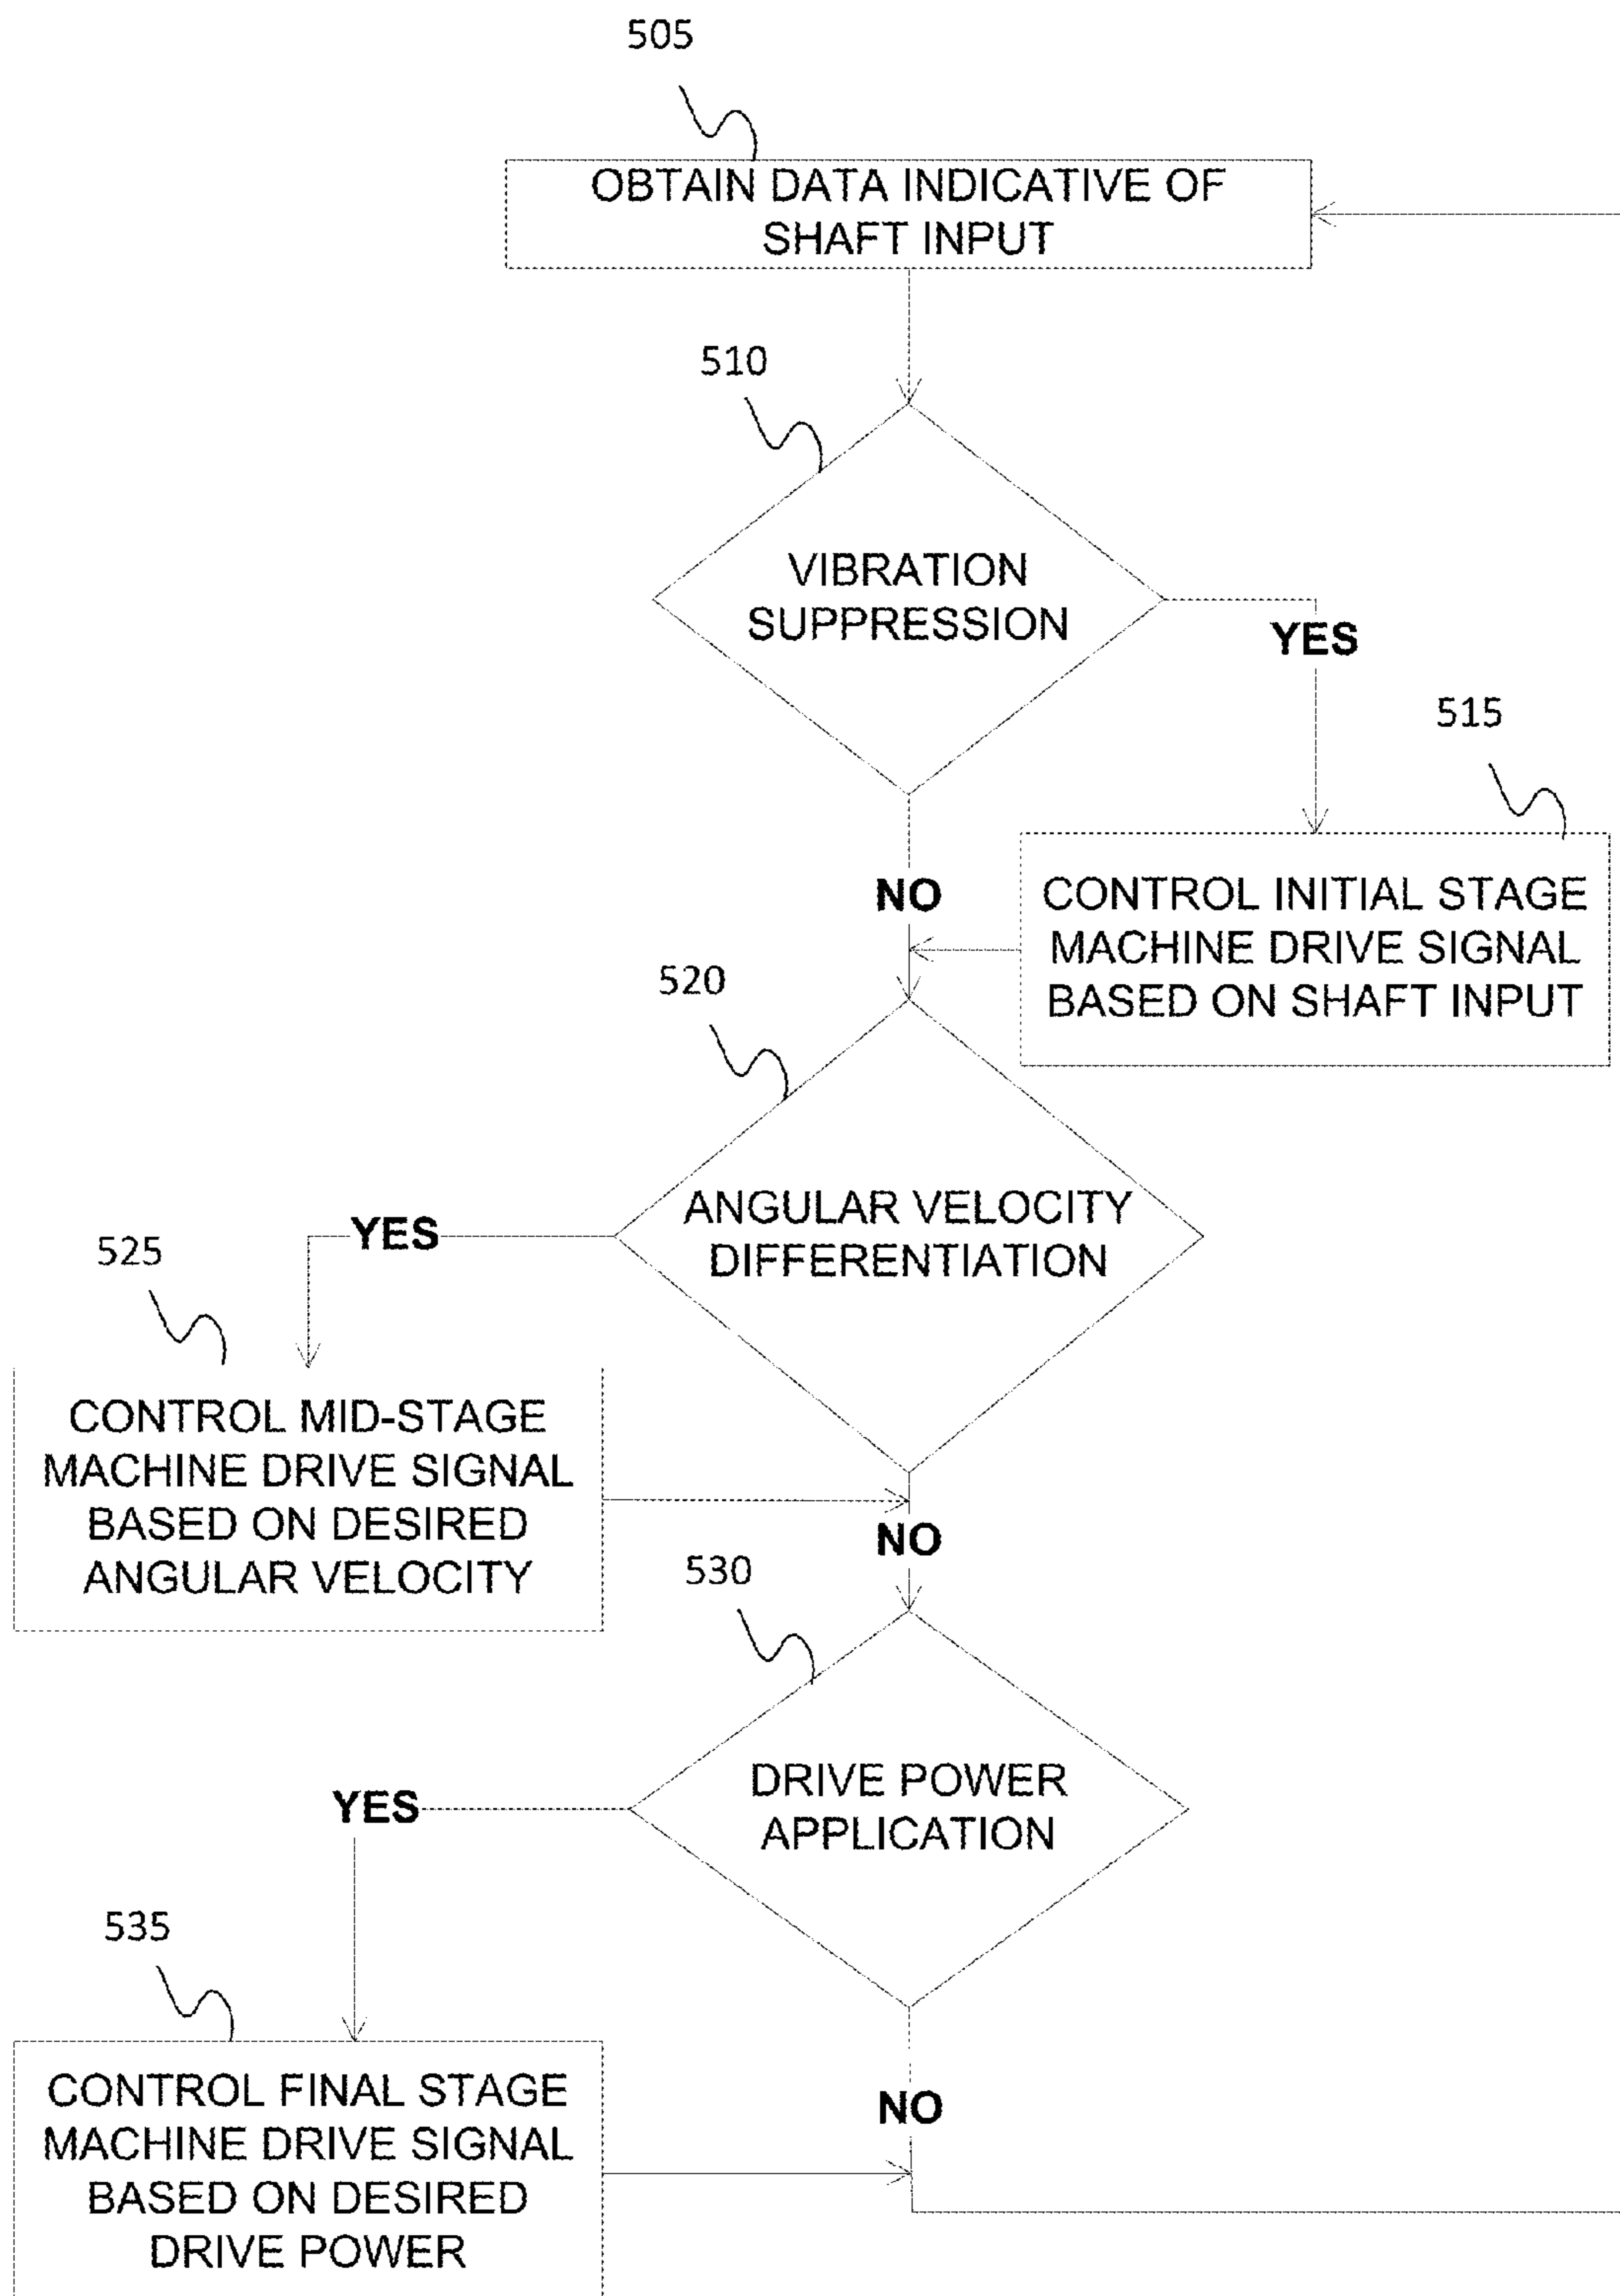 505
OBTAIN DATA INDICATIVE OF
SHAFT INPUT
510
VIBRATION
SUPPRESSION
YES
515
NO
CONTROL INITIAL STAGE
MACHINE DRIVE SIGNAL
BASED ON SHAFT INPUT
520
ANGULAR VELOCITY
DIFFERENTIATION
YES
525
CONTROL MID-STAGE
MACHINE DRIVE SIGNAL
BASED ON DESIRED
ANGULAR VELOCITY
NO
530
DRIVE POWER
APPLICATION
YES
535
CONTROL FINAL STAGE
MACHINE DRIVE SIGNAL
BASED ON DESIRED
DRIVE POWER
NO